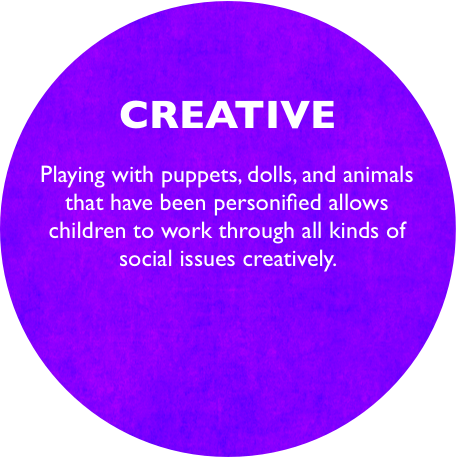 CREATIVE
Playing with puppets, dolls, and animals
that have been personified allows
children to work through all kinds of
social issues creatively.